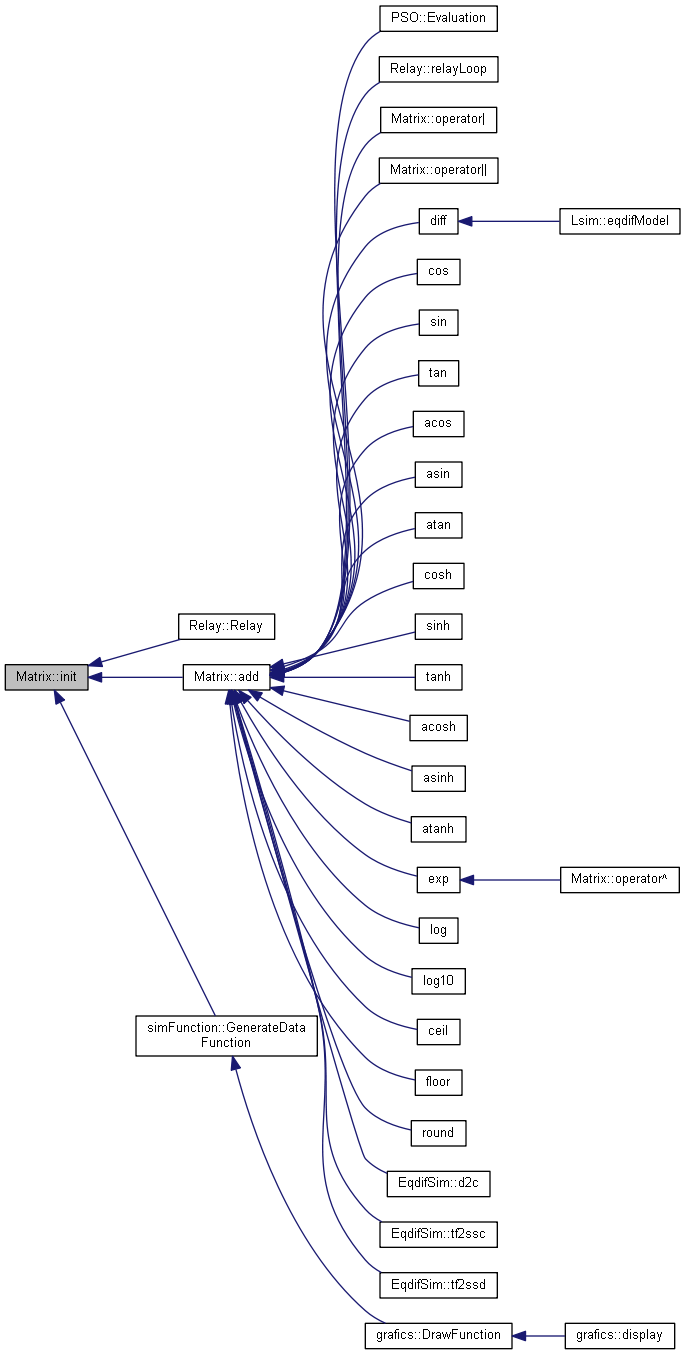 PSO::Evaluation
Relay::relayLoop
Matrix::operator|
Matrix::operator||
diff
Lsim::eqdifModel
cos
sin
tan
acos
asin
atan
cosh
sinh
Relay::Relay
Matrix::init
Matrix::add
tanh
acosh
asinh
atanh
exp
Matrix::operator^
log
log10
ceil
simFunction::GenerateData
Function
floor
round
EqdifSim::d2c
EqdifSim::tf2ssc
EqdifSim::tf2ssd
grafics::DrawFunction
grafics::display